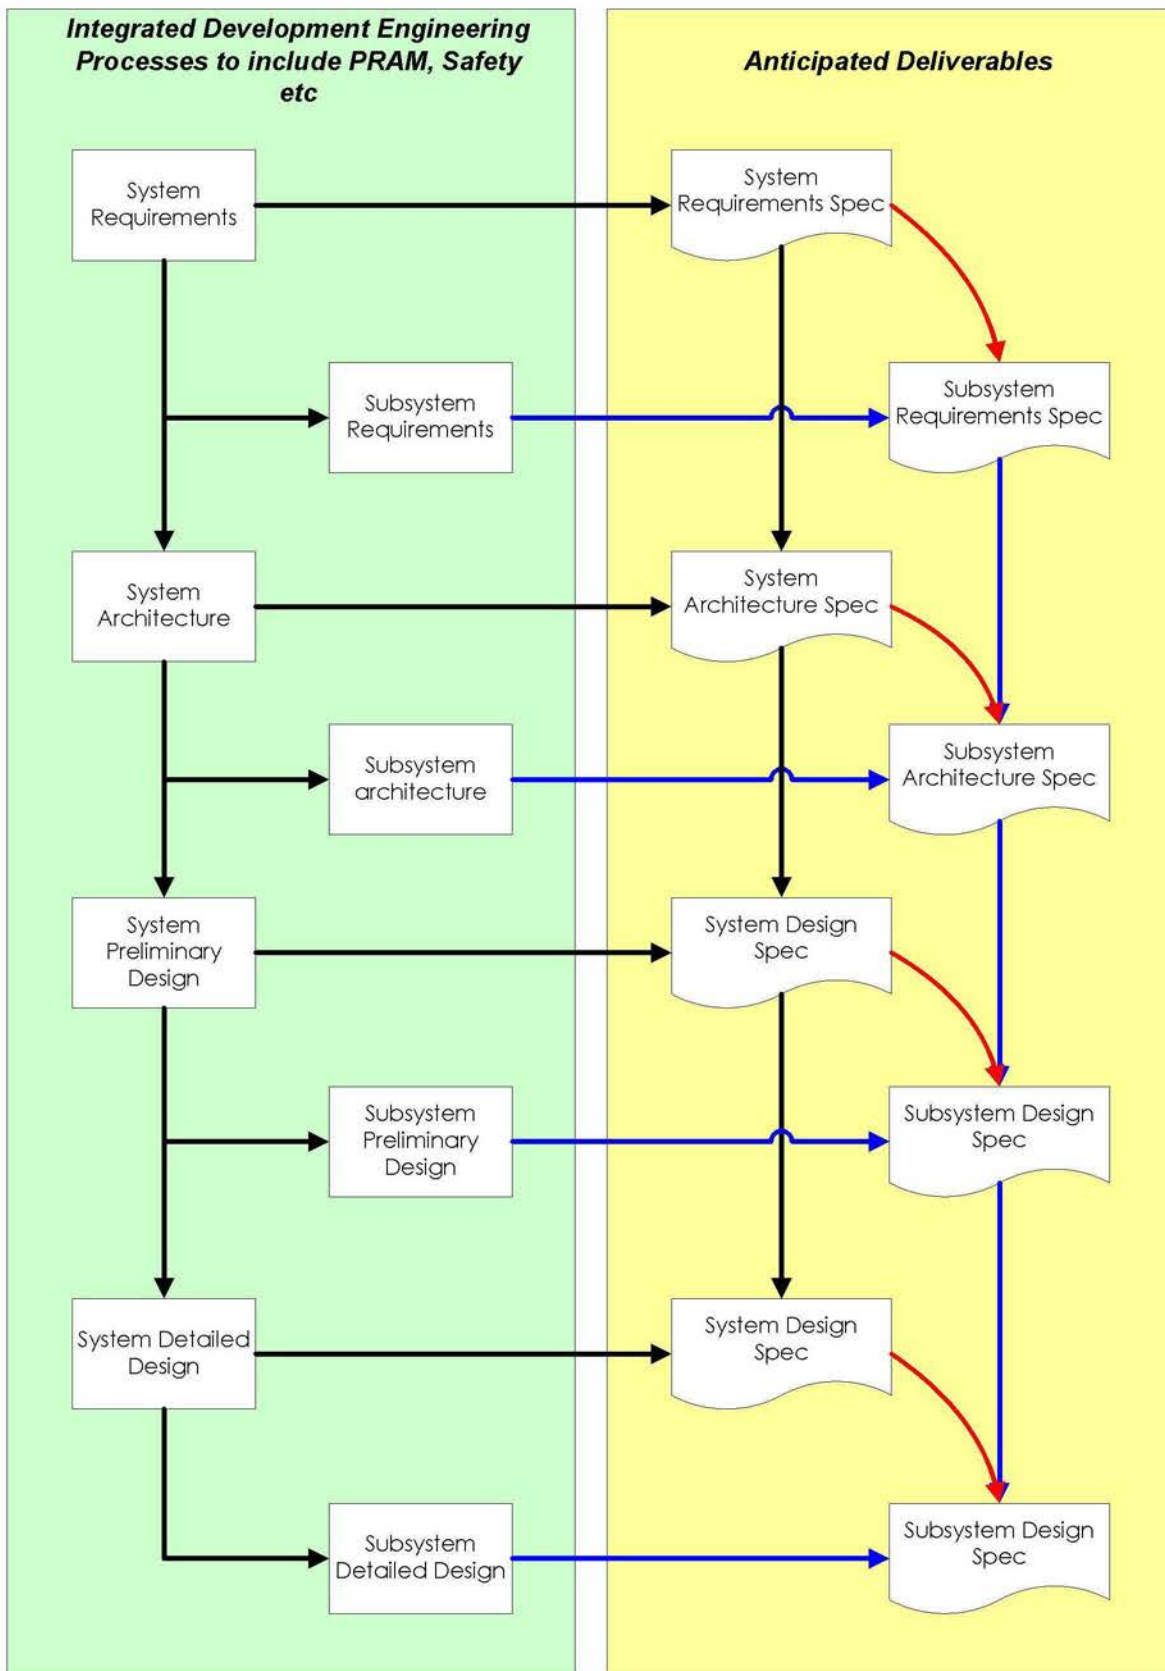 Integrated Development Engineering
Processes to include PRAM, Safety
etc
Anticipated Deliverables
System
Requirements
System
Requirements Spec
Subsystem
Requirements
Subsystem
Requirements Spec
System
Architecture
System
Architecture Spec
Subsystem
architecture
Subsystem
Architecture Spec
System
Preliminary
Design
System Design
Spec
Subsystem
Preliminary
Design
Subsystem Design
Spec
System Detailed
Design
System Design
Spec
Subsystem
Detailed Design
Subsystem Design
Spec